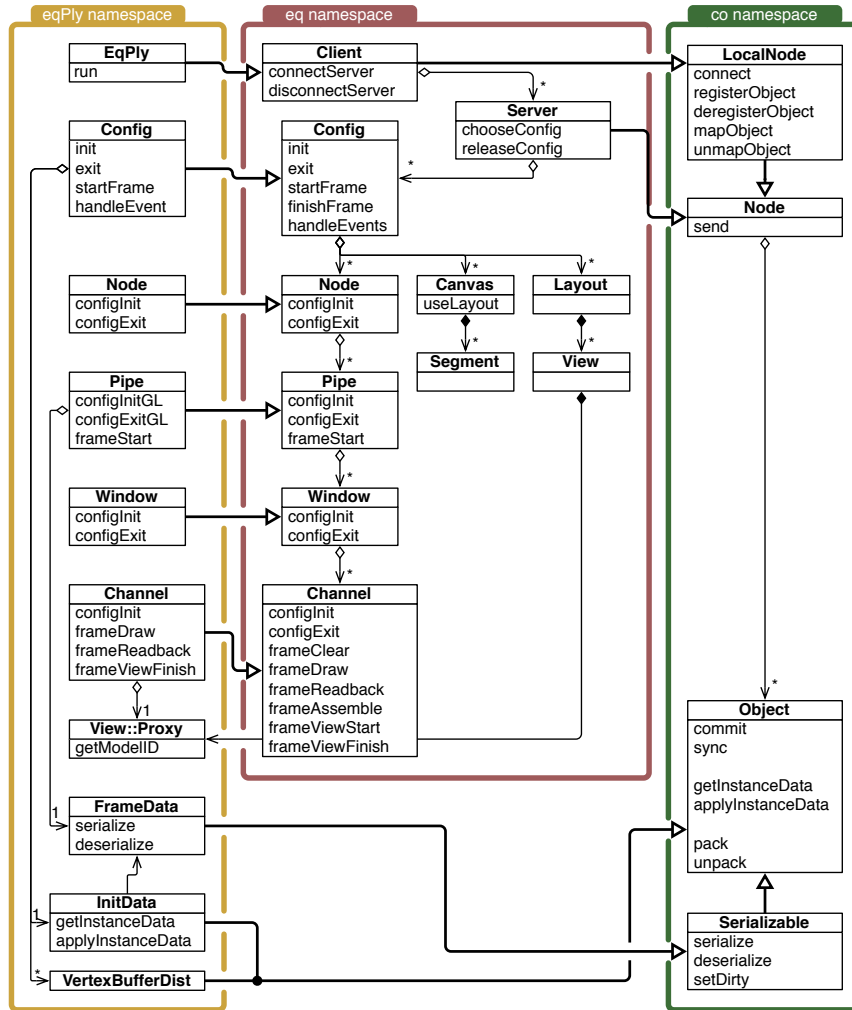 eqPly namespace
eq namespace
co namespace
EqPly
run
Client
connectServer
disconnectServer
*
LocalNode
connect
registerObject
deregisterObject
mapObject
unmapObject
Server
chooseConfig
releaseConfig
Config
init
exit
startFrame
handleEvent
Config
init
exit
startFrame
finishFrame
handleEvents
*
Node
send
*
*
*
Node
configInit
configExit
Node
configInit
configExit
Canvas
useLayout
Layout
*
*
*
Segment
View
Pipe
configInitGL
configExitGL
frameStart
Pipe
configInit
configExit
frameStart
*
Window
configInit
configExit
Window
configInit
configExit
*
Channel
configInit
frameDraw
frameReadback
frameViewFinish
Channel
configInit
configExit
frameClear
frameDraw
frameReadback
frameAssemble
frameViewStart
frameViewFinish
1
View::Proxy
getModelID
*
Object
commit
sync
getInstanceData
applyInstanceData
pack
unpack
1
FrameData
serialize
deserialize
InitData
getInstanceData
applyInstanceData
1
Serializable
serialize
deserialize
setDirty
*
VertexBufferDist